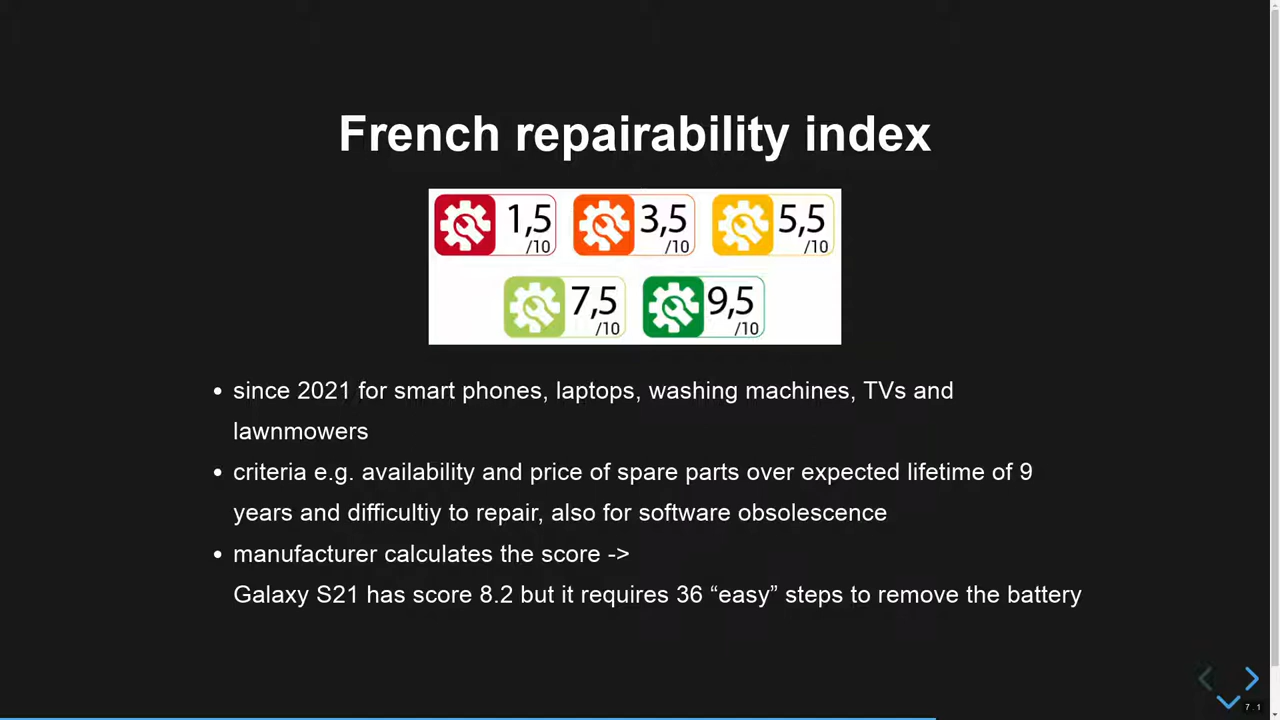 French repairability index
1,5 /10
3,5 /10
5,5 /10
7,5 /10
9,5 /10
since 2021 for smart phones, laptops, washing machines, TVs and
lawnmowers
criteria e.g. availability and price of spare parts over expected lifetime of 9
years and difficultiy to repair, also for software obsolescence
manufacturer calculates the score ->
Galaxy S21 has score 8.2 but it requires 36 “easy” steps to remove the battery
7.1